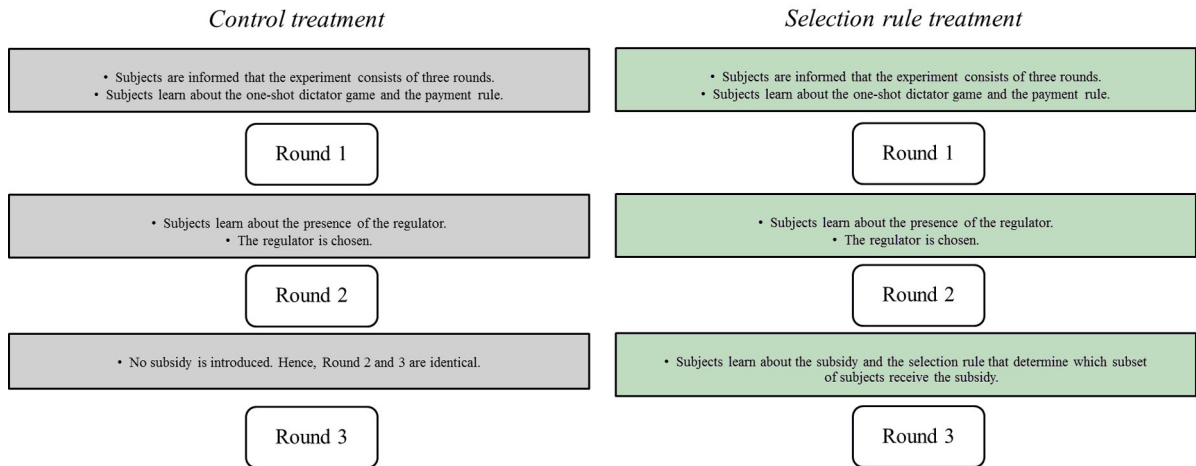 Control treatment
• Subjects are informed that the experiment consists of three rounds.
• Subjects learn about the one-shot dictator game and the payment rule.
Round 1
• Subjects learn about the presence of the regulator.
• The regulator is chosen.
Round 2
• No subsidy is introduced. Hence, Round 2 and 3 are identical.
Round 3
Selection rule treatment
• Subjects are informed that the experiment consists of three rounds.
• Subjects learn about the one-shot dictator game and the payment rule.
Round 1
• Subjects learn about the presence of the regulator.
• The regulator is chosen.
Round 2
• Subjects learn about the subsidy and the selection rule that determine which subset
of subjects receive the subsidy.
Round 3